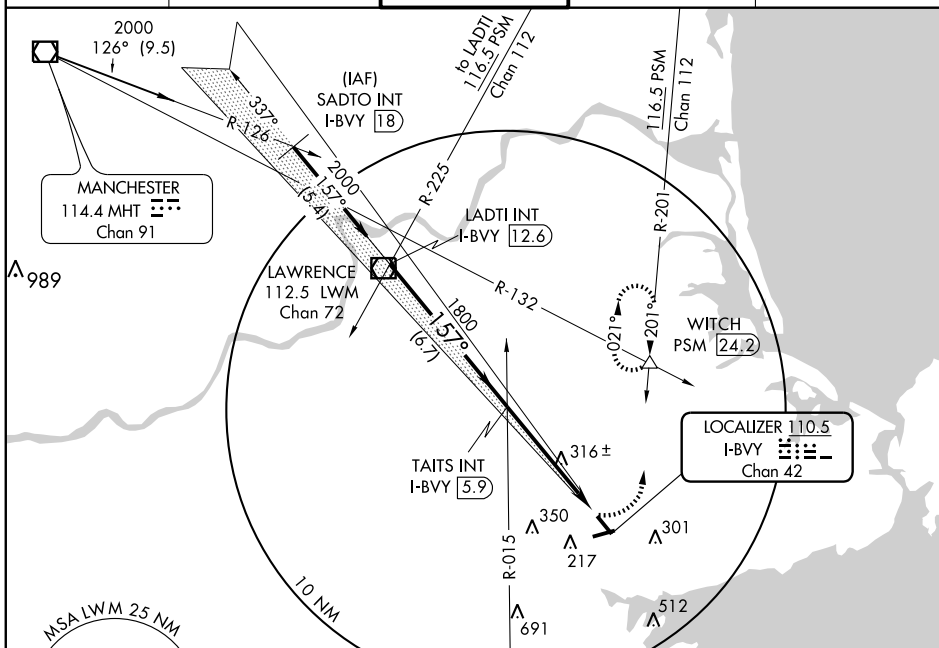 2000
126° (9.5)
to LADTI
116.5 PSM
Chan 112
116.5 PSM
Chan 112
(IAF)
SADTO INT
I-BVY 18
337°
R-126
2000
157°
(5.4)
R-225
R-201
MANCHESTER
114.4 MHT
Chan 91
LADTI INT
I-BVY 12.6
989
LAWRENCE
112.5 LWM
Chan 72
R-132
1800
157°
(6.7)
021°
201°
WITCH
PSM 24.2
LOCALIZER 110.5
I-BVY
Chan 42
TAITS INT
I-BVY 5.9
316 ±
350
217
301
R-015
10 NM
691
512
MSA LWM 25 NM